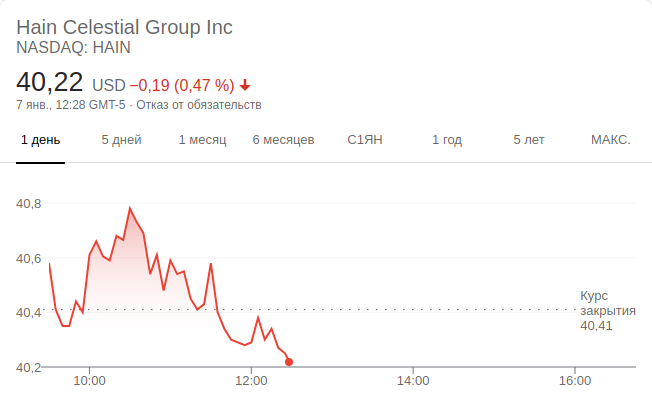 Hain Celestial Group Inc
NASDAQ: HAIN
40,22 USD −0,19 (0,47 %)
7 янв., 12:28 GMT-5 · Отказ от обязательств
1 день 5 дней 1 месяц 6 месяцев С1ЯН 1 год 5 лет МАКС.
40,8
40,6
40,4
40,2
Курс
закрытия
40,41
10:00 12:00 14:00 16:00